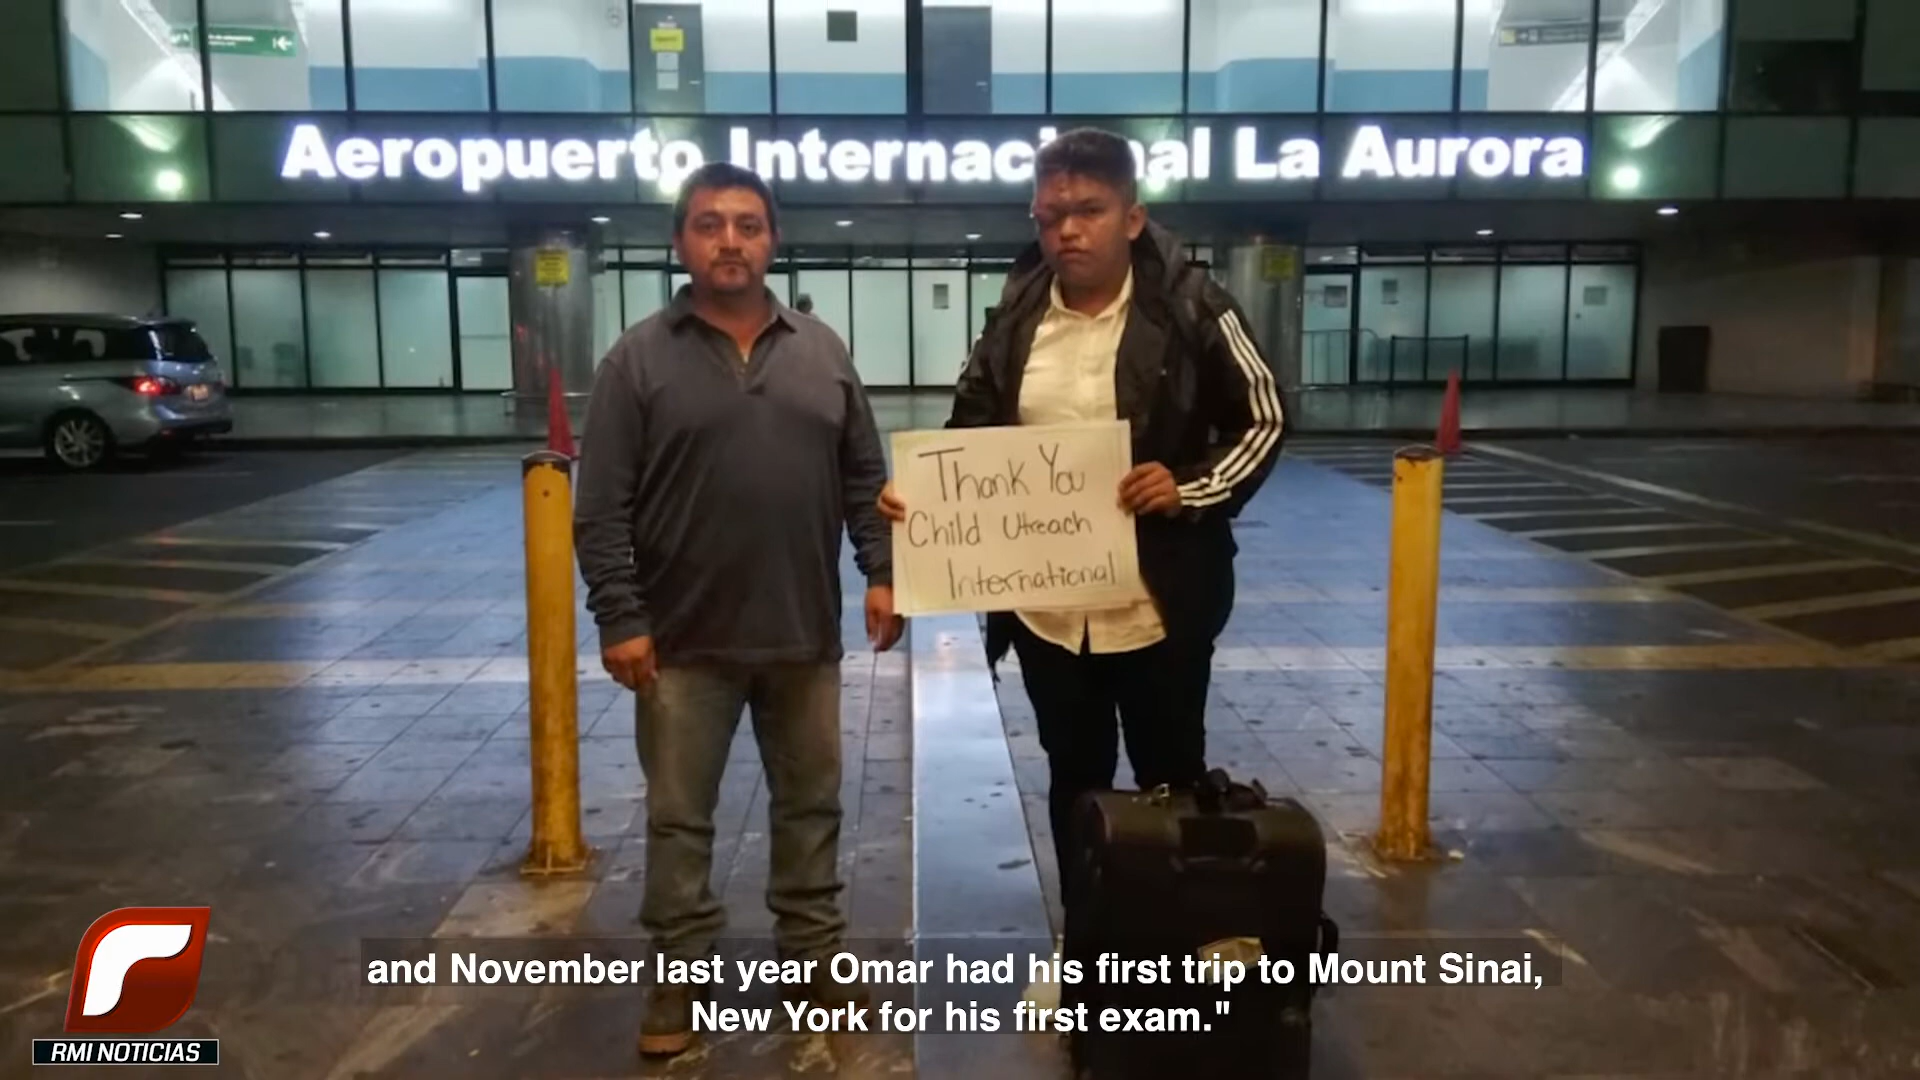 Aeropuerto Internacional La Aurora
Thank You
Child Utreach
International
and November last year Omar had his first trip to Mount Sinai,
New York for his first exam."
RMI NOTICIAS